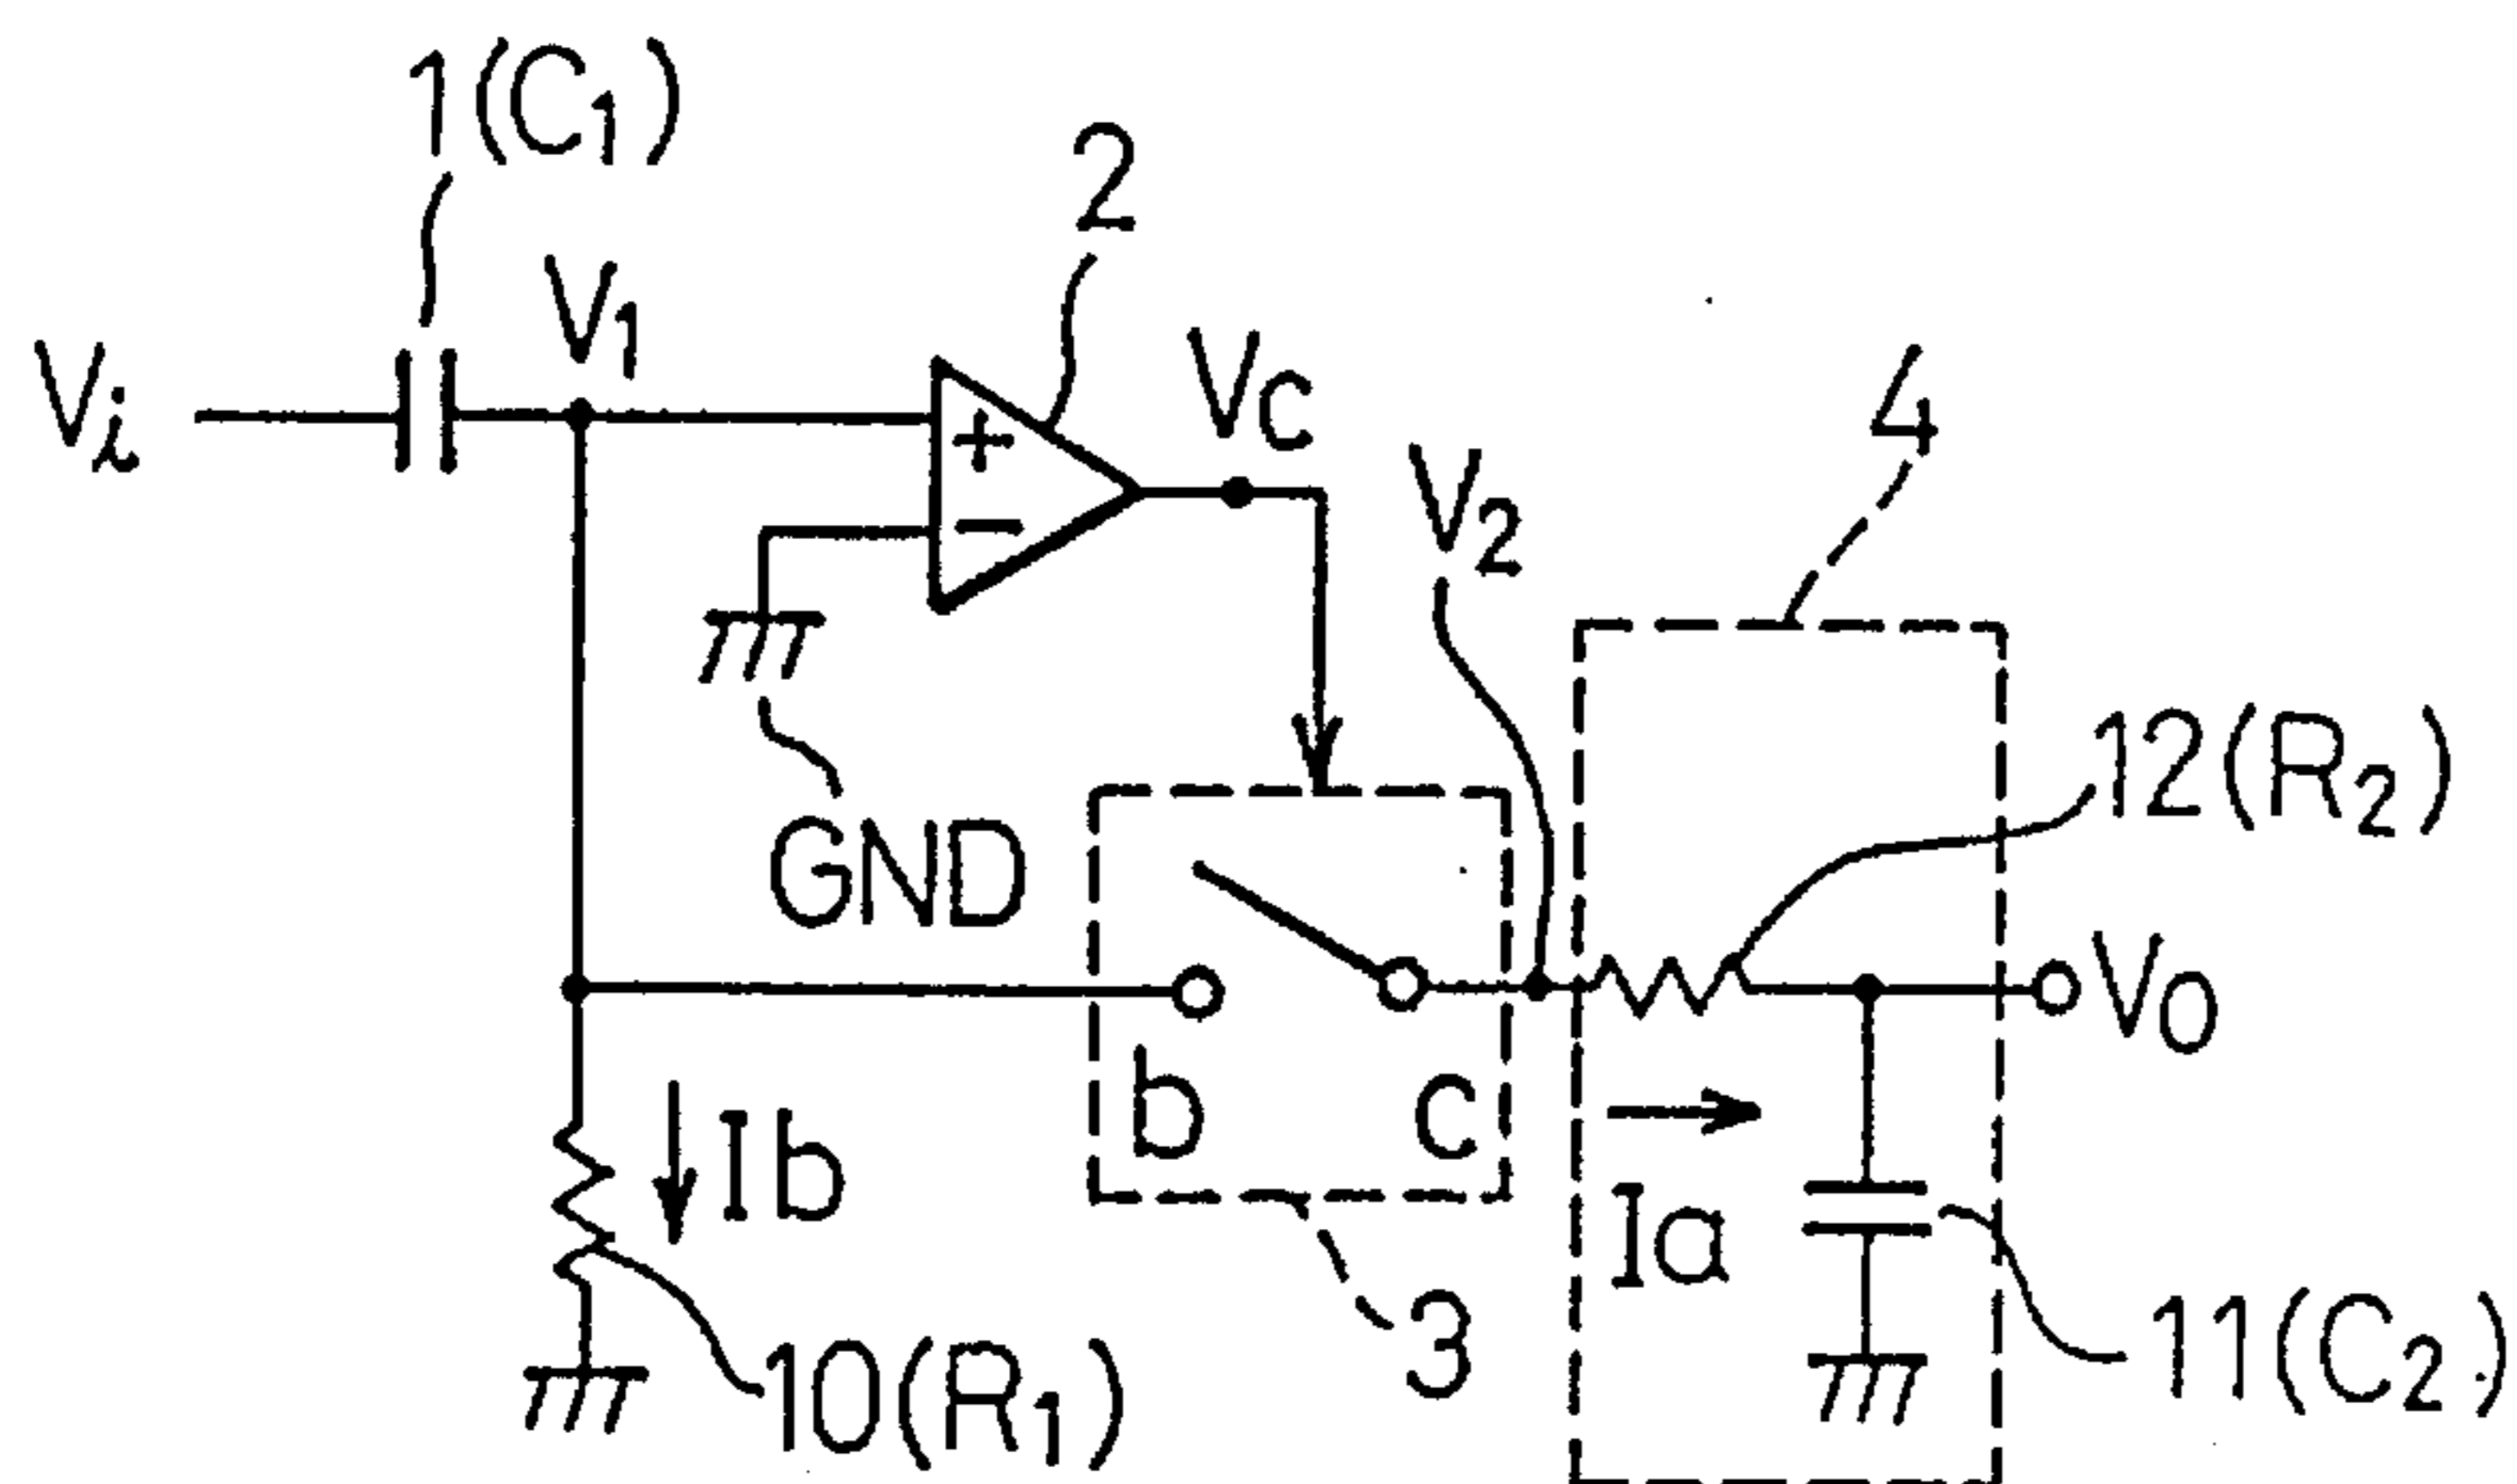 1(C1)
2
V1
Vi
VC
V2
4
+
−
12(R2)
GND
VO
b c
Ib
Ia
3
10(R1)
11(C2)